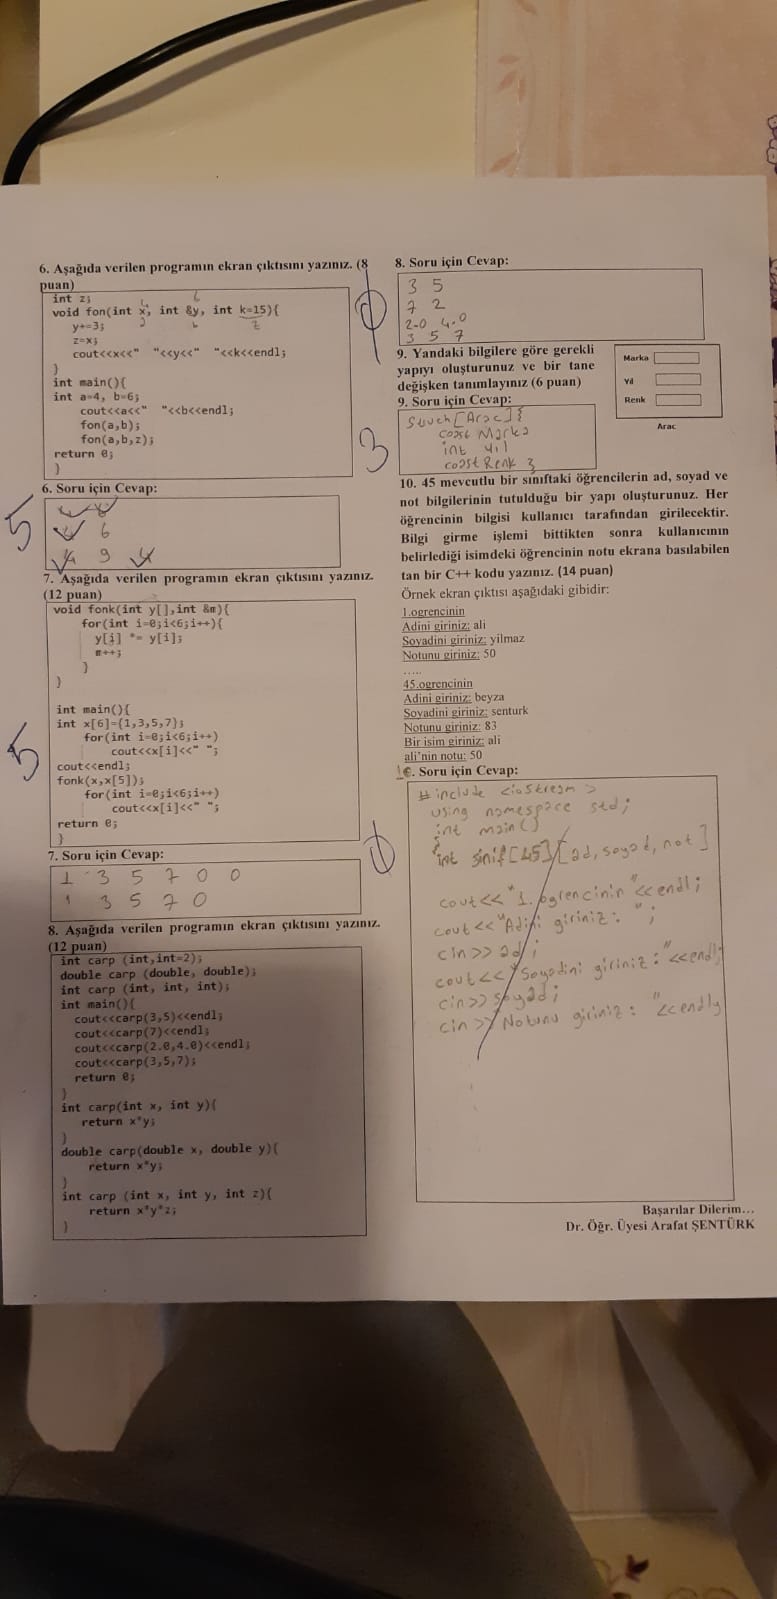 6. Aşağıda verilen programın ekran çıktısını yazınız. (8
puan)
int z;
void fon(int x, int &y, int k=15){
y+=3;
z=x;
cout<<x<<" "<<y<<" "<<k<<endl;
}
int main(){
int a=4, b=6;
cout<<a<<" "<<b<<endl;
fon(a,b);
fon(a,b,z);
return 0;
}
6. Soru için Cevap:
6
9
5
7. Aşağıda verilen programın ekran çıktısını yazınız.
(12 puan)
void fonk(int y[],int &m){
for(int i=0;i<6;i++){
y[i] *= y[i];
m++;
}
}
int main(){
int x[6]={1,3,5,7};
for(int i=0;i<6;i++)
cout<<x[i]<<" ";
cout<<endl;
fonk(x,x[5]);
for(int i=0;i<6;i++)
cout<<x[i]<<" ";
return 0;
}
5
7. Soru için Cevap:
1 3 5 7 0 0
1 3 5 7 0
8. Aşağıda verilen programın ekran çıktısını yazınız.
(12 puan)
int carp (int,int=2);
double carp (double, double);
int carp (int, int, int);
int main(){
cout<<carp(3,5)<<endl;
cout<<carp(7)<<endl;
cout<<carp(2.0,4.0)<<endl;
cout<<carp(3,5,7);
return 0;
}
int carp(int x, int y){
return x*y;
}
double carp(double x, double y){
return x*y;
}
int carp (int x, int y, int z){
return x*y*z;
}
8. Soru için Cevap:
3 5
7 2
2.0 4.0
3 5 7
9. Yandaki bilgilere göre gerekli
yapıyı oluşturunuz ve bir tane
değişken tanımlayınız (6 puan)
Marka
Yıl
Renk
Arac
9. Soru için Cevap:
[Arac]{
Marka
int yıl
Renk }
3
10. 45 mevcutlu bir sınıftaki öğrencilerin ad, soyad ve
not bilgilerinin tutulduğu bir yapı oluşturunuz. Her
öğrencinin bilgisi kullanıcı tarafından girilecektir.
Bilgi girme işlemi bittikten sonra kullanıcının
belirlediği isimdeki öğrencinin notu ekrana basılabilen
tan bir C++ kodu yazınız. (14 puan)
Örnek ekran çıktısı aşağıdaki gibidir:
1.ogrencinin
Adini giriniz: ali
Soyadini giriniz: yilmaz
Notunu giriniz: 50
.....
45.ogrencinin
Adini giriniz: beyza
Soyadini giriniz: senturk
Notunu giriniz: 83
Bir isim giriniz: ali
ali'nin notu: 50
10. Soru için Cevap:
#include <iostream>
using namespace std;
int main()
{
int sinif[45][ad, soyad, not]
cout<<"1. ogrencinin"<<endl;
cout<<"Adini giriniz: ";
cin>>ad;
cout<<"Soyadini giriniz:"<<endl;
cin>>soyad;
cin>>Notunu giriniz: "<<endl;
Başarılar Dilerim...
Dr. Öğr. Üyesi Arafat ŞENTÜRK